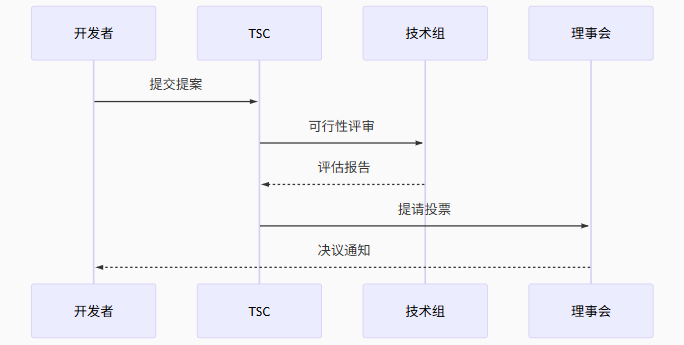 开发者
TSC
技术组
理事会
提交提案
可行性评审
评估报告
提请投票
决议通知
开发者
TSC
技术组
理事会